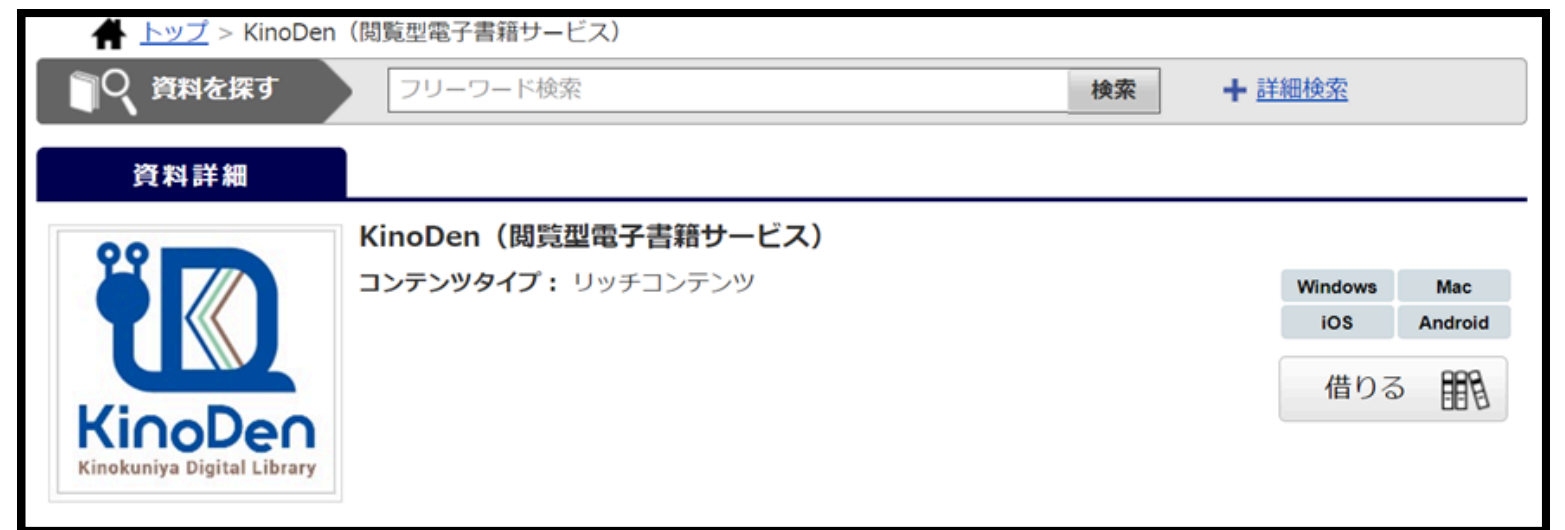 トップ > KinoDen（閲覧型電子書籍サービス）
資料を探す フリーワード検索 検索 + 詳細検索
資料詳細
KinoDen（閲覧型電子書籍サービス）
コンテンツタイプ： リッチコンテンツ
Windows Mac
iOS Android
借りる
KinoDen
Kinokuniya Digital Library